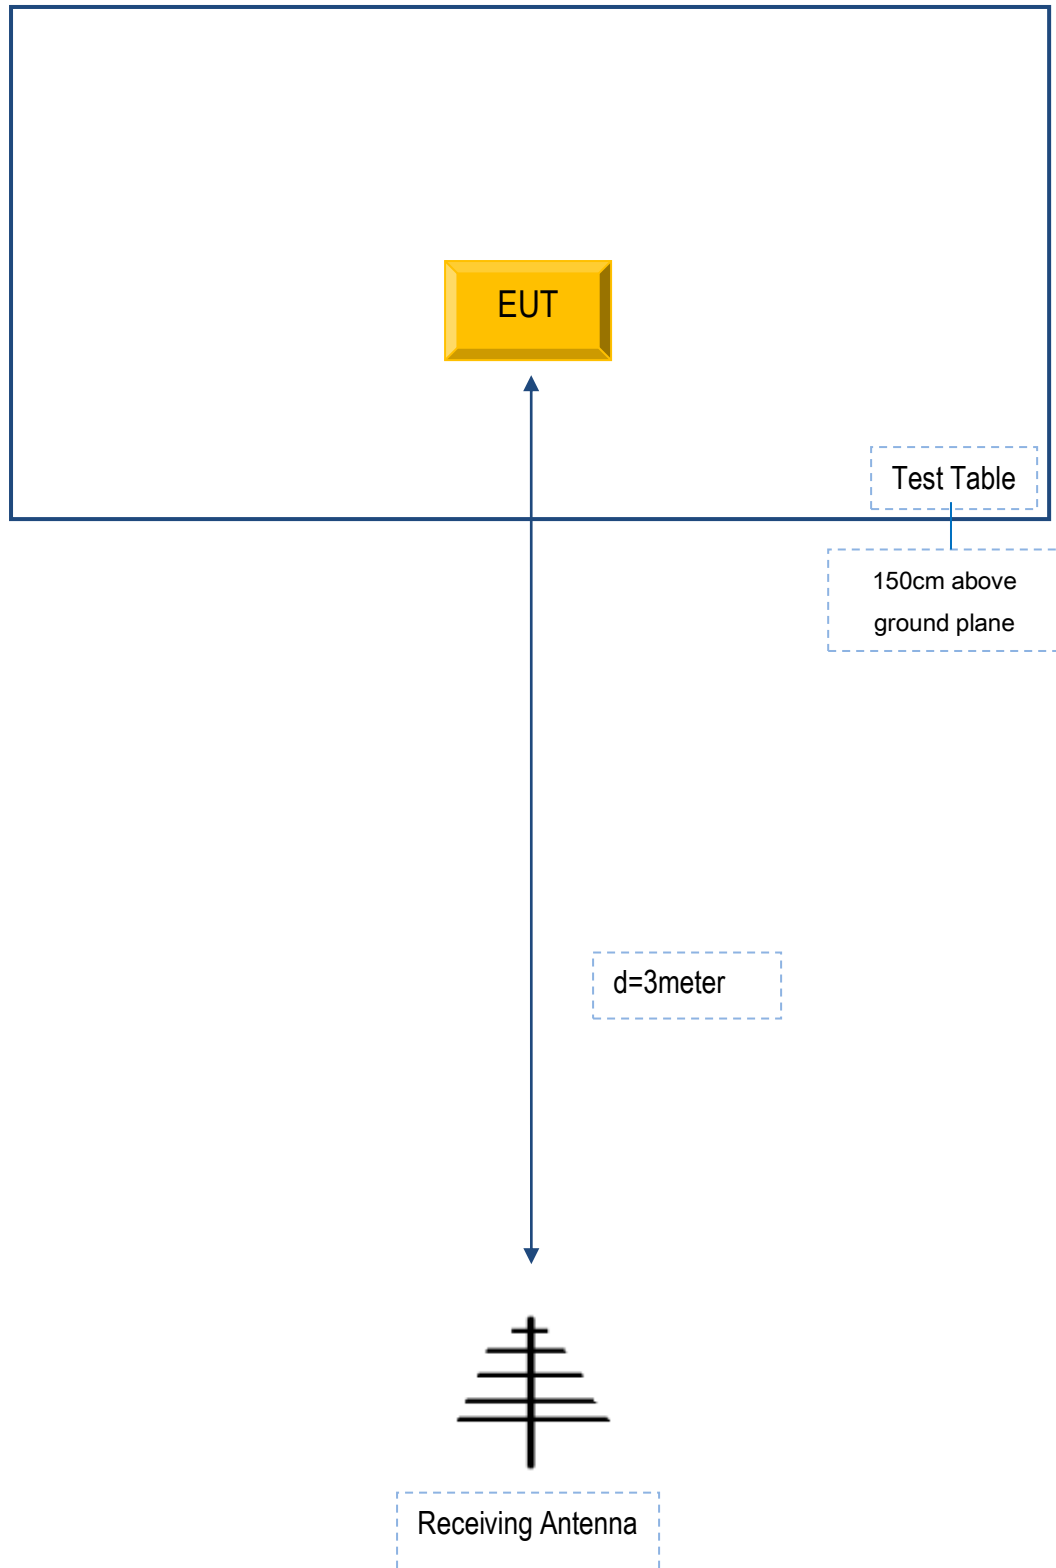 EUT
Test Table
150cm above
ground plane
d=3meter
Receiving Antenna